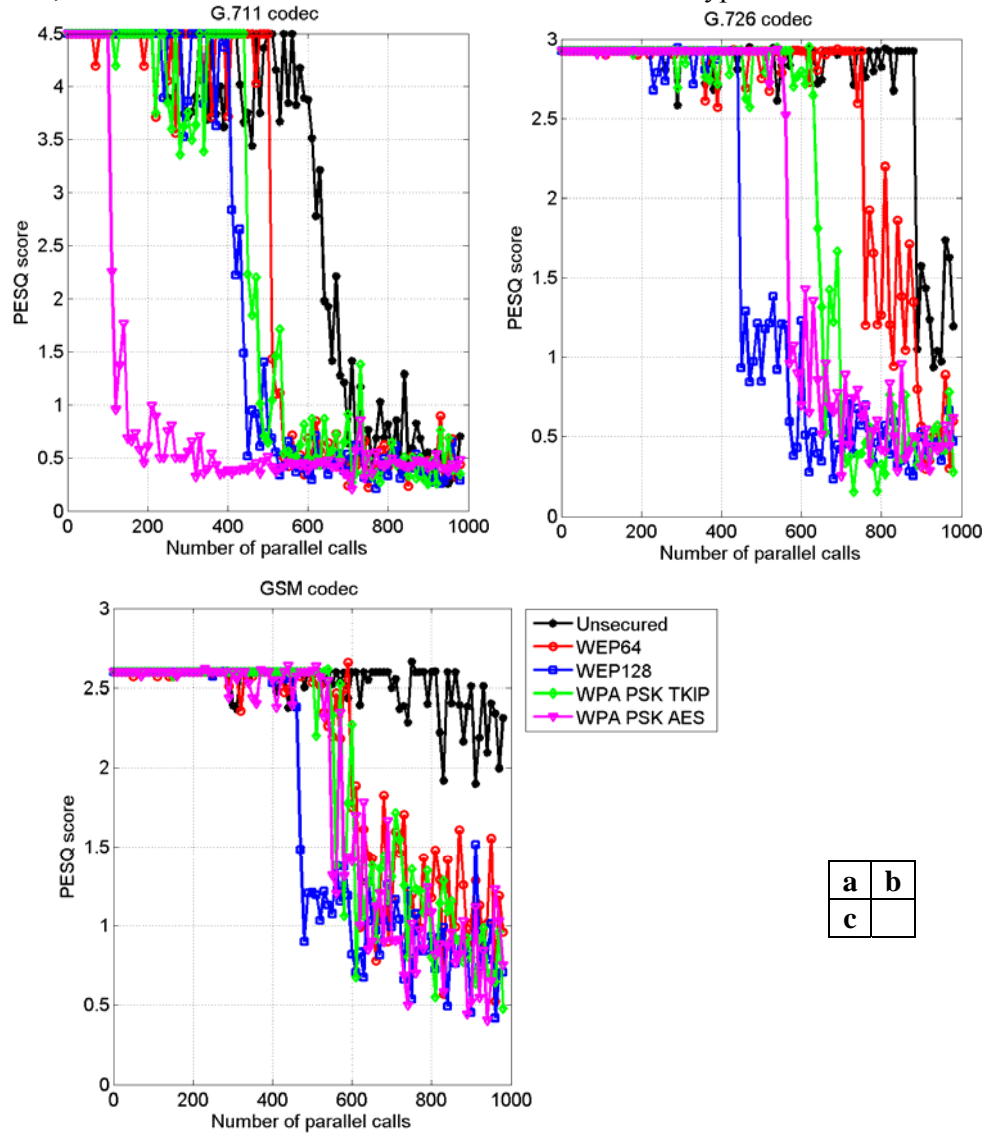 G.711 codec
4.5
4
3.5
3
2.5
2
1.5
1
0.5
0
PESQ score
0 200 400 600 800 1000
Number of parallel calls
G.726 codec
3
2.5
2
1.5
1
0.5
0
PESQ score
0 200 400 600 800 1000
Number of parallel calls
GSM codec
3
2.5
2
1.5
1
0.5
0
PESQ score
0 200 400 600 800 1000
Number of parallel calls
Unsecured
WEP64
WEP128
WPA PSK TKIP
WPA PSK AES
a b
c